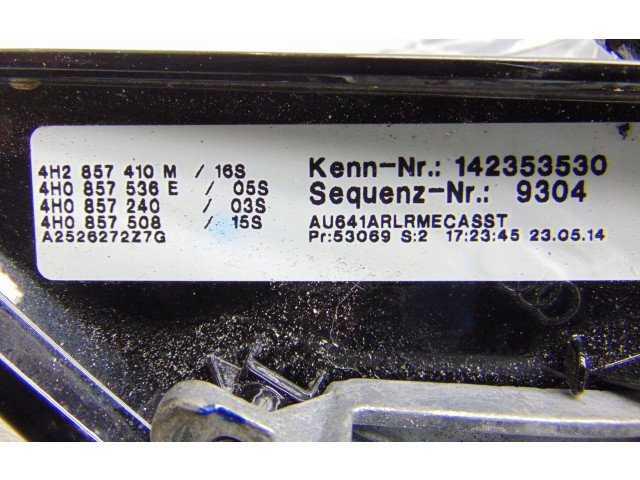 4H2 857 410 M / 16S
4H0 857 536 E / 05S
4H0 857 240 / 03S
4H0 857 508 / 15S
A2526272Z7G
Kenn-Nr.: 142353530
Sequenz-Nr.: 9304
AU641ARLRMECASST
Pr:53069 S:2 17:23:45 23.05.14